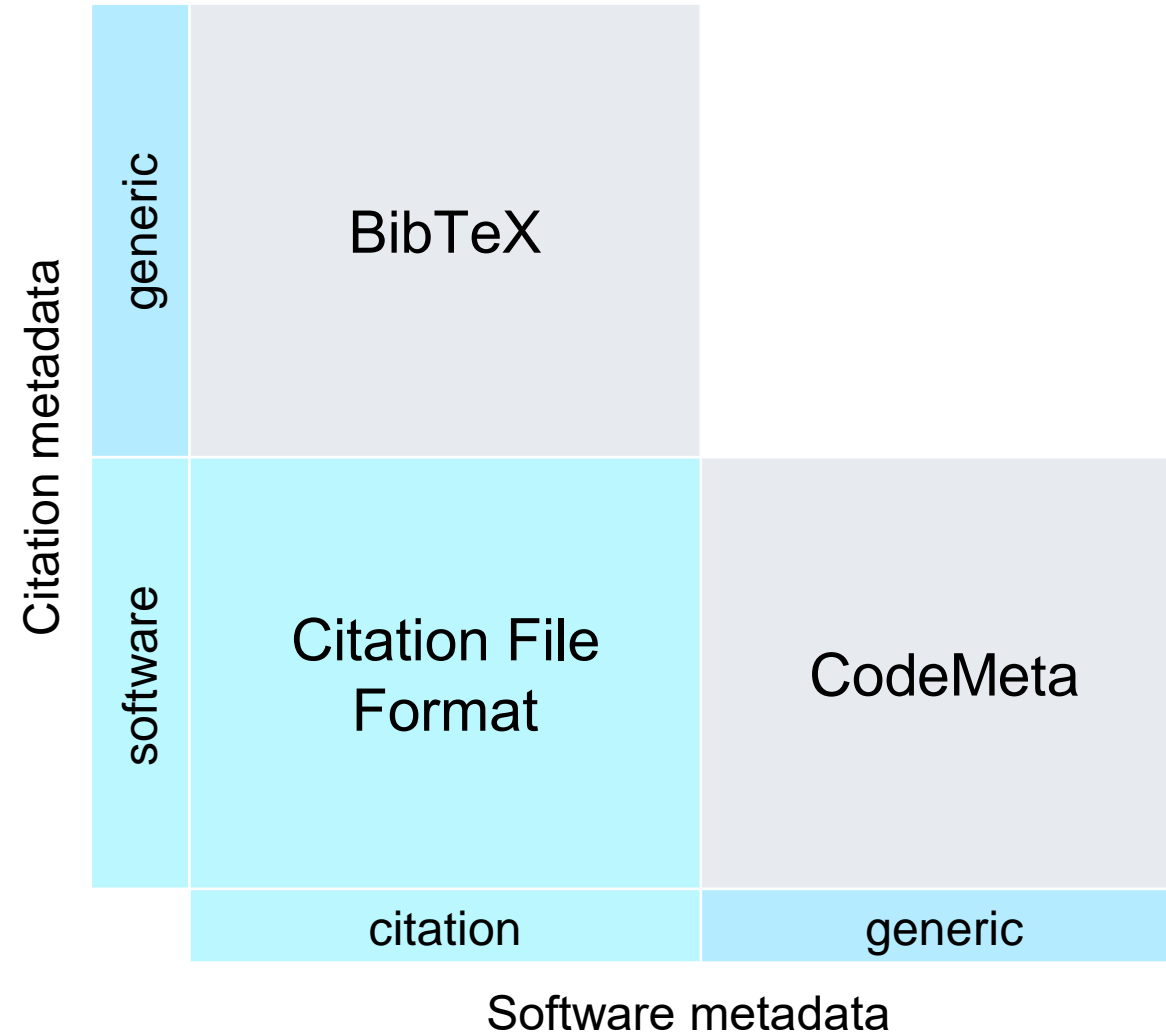 Citation metadata
generic
BibTeX
software
Citation File
Format
CodeMeta
citation
generic
Software metadata